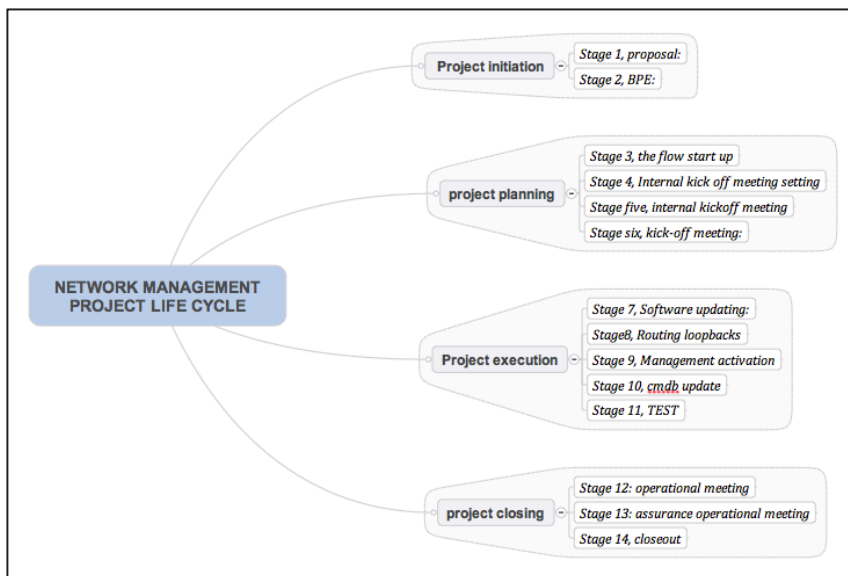 Project initiation
Stage 1, proposal:
Stage 2, BPE:
project planning
Stage 3, the flow start up
Stage 4, Internal kick off meeting setting
Stage five, internal kickoff meeting
Stage six, kick-off meeting:
NETWORK MANAGEMENT
PROJECT LIFE CYCLE
Project execution
Stage 7, Software updating:
Stage8, Routing loopbacks
Stage 9, Management activation
Stage 10, cmdb update
Stage 11, TEST
project closing
Stage 12: operational meeting
Stage 13: assurance operational meeting
Stage 14, closeout